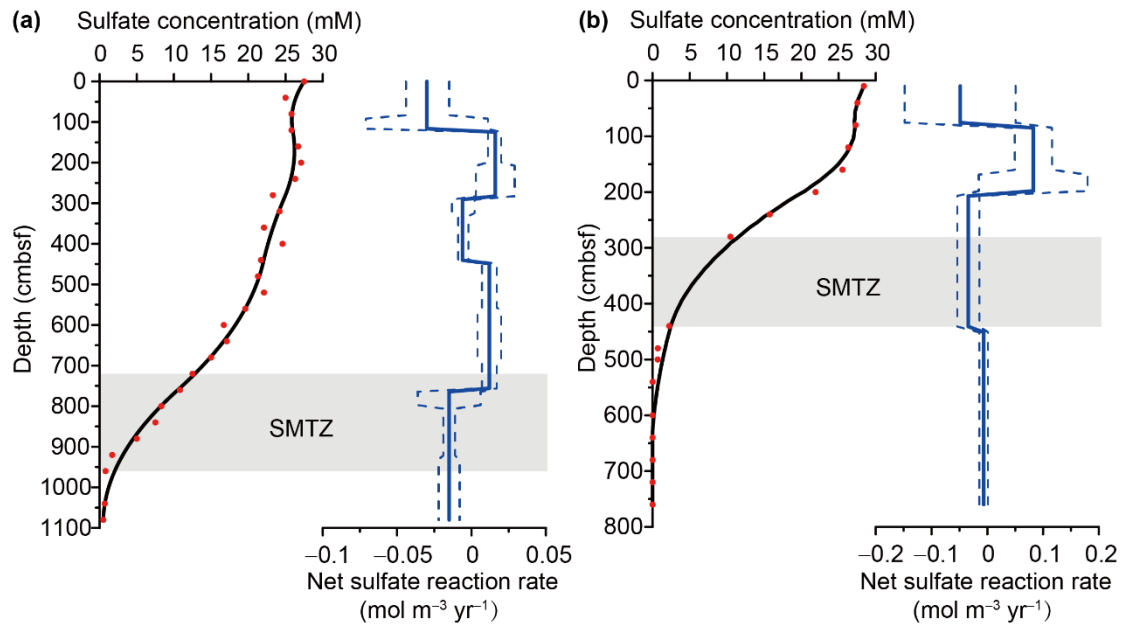 (a) Sulfate concentration (mM)
0 5 10 15 20 25 30
0
100
200
300
400
500
600
700
800
900
1000
1100
Depth (cmbsf)
SMTZ
−0.1 −0.05 0 0.05
Net sulfate reaction rate
(mol m⁻³ yr⁻¹)
(b) Sulfate concentration (mM)
0 5 10 15 20 25 30
0
100
200
300
400
500
600
700
800
Depth (cmbsf)
SMTZ
−0.2 −0.1 0 0.1 0.2
Net sulfate reaction rate
(mol m⁻³ yr⁻¹)